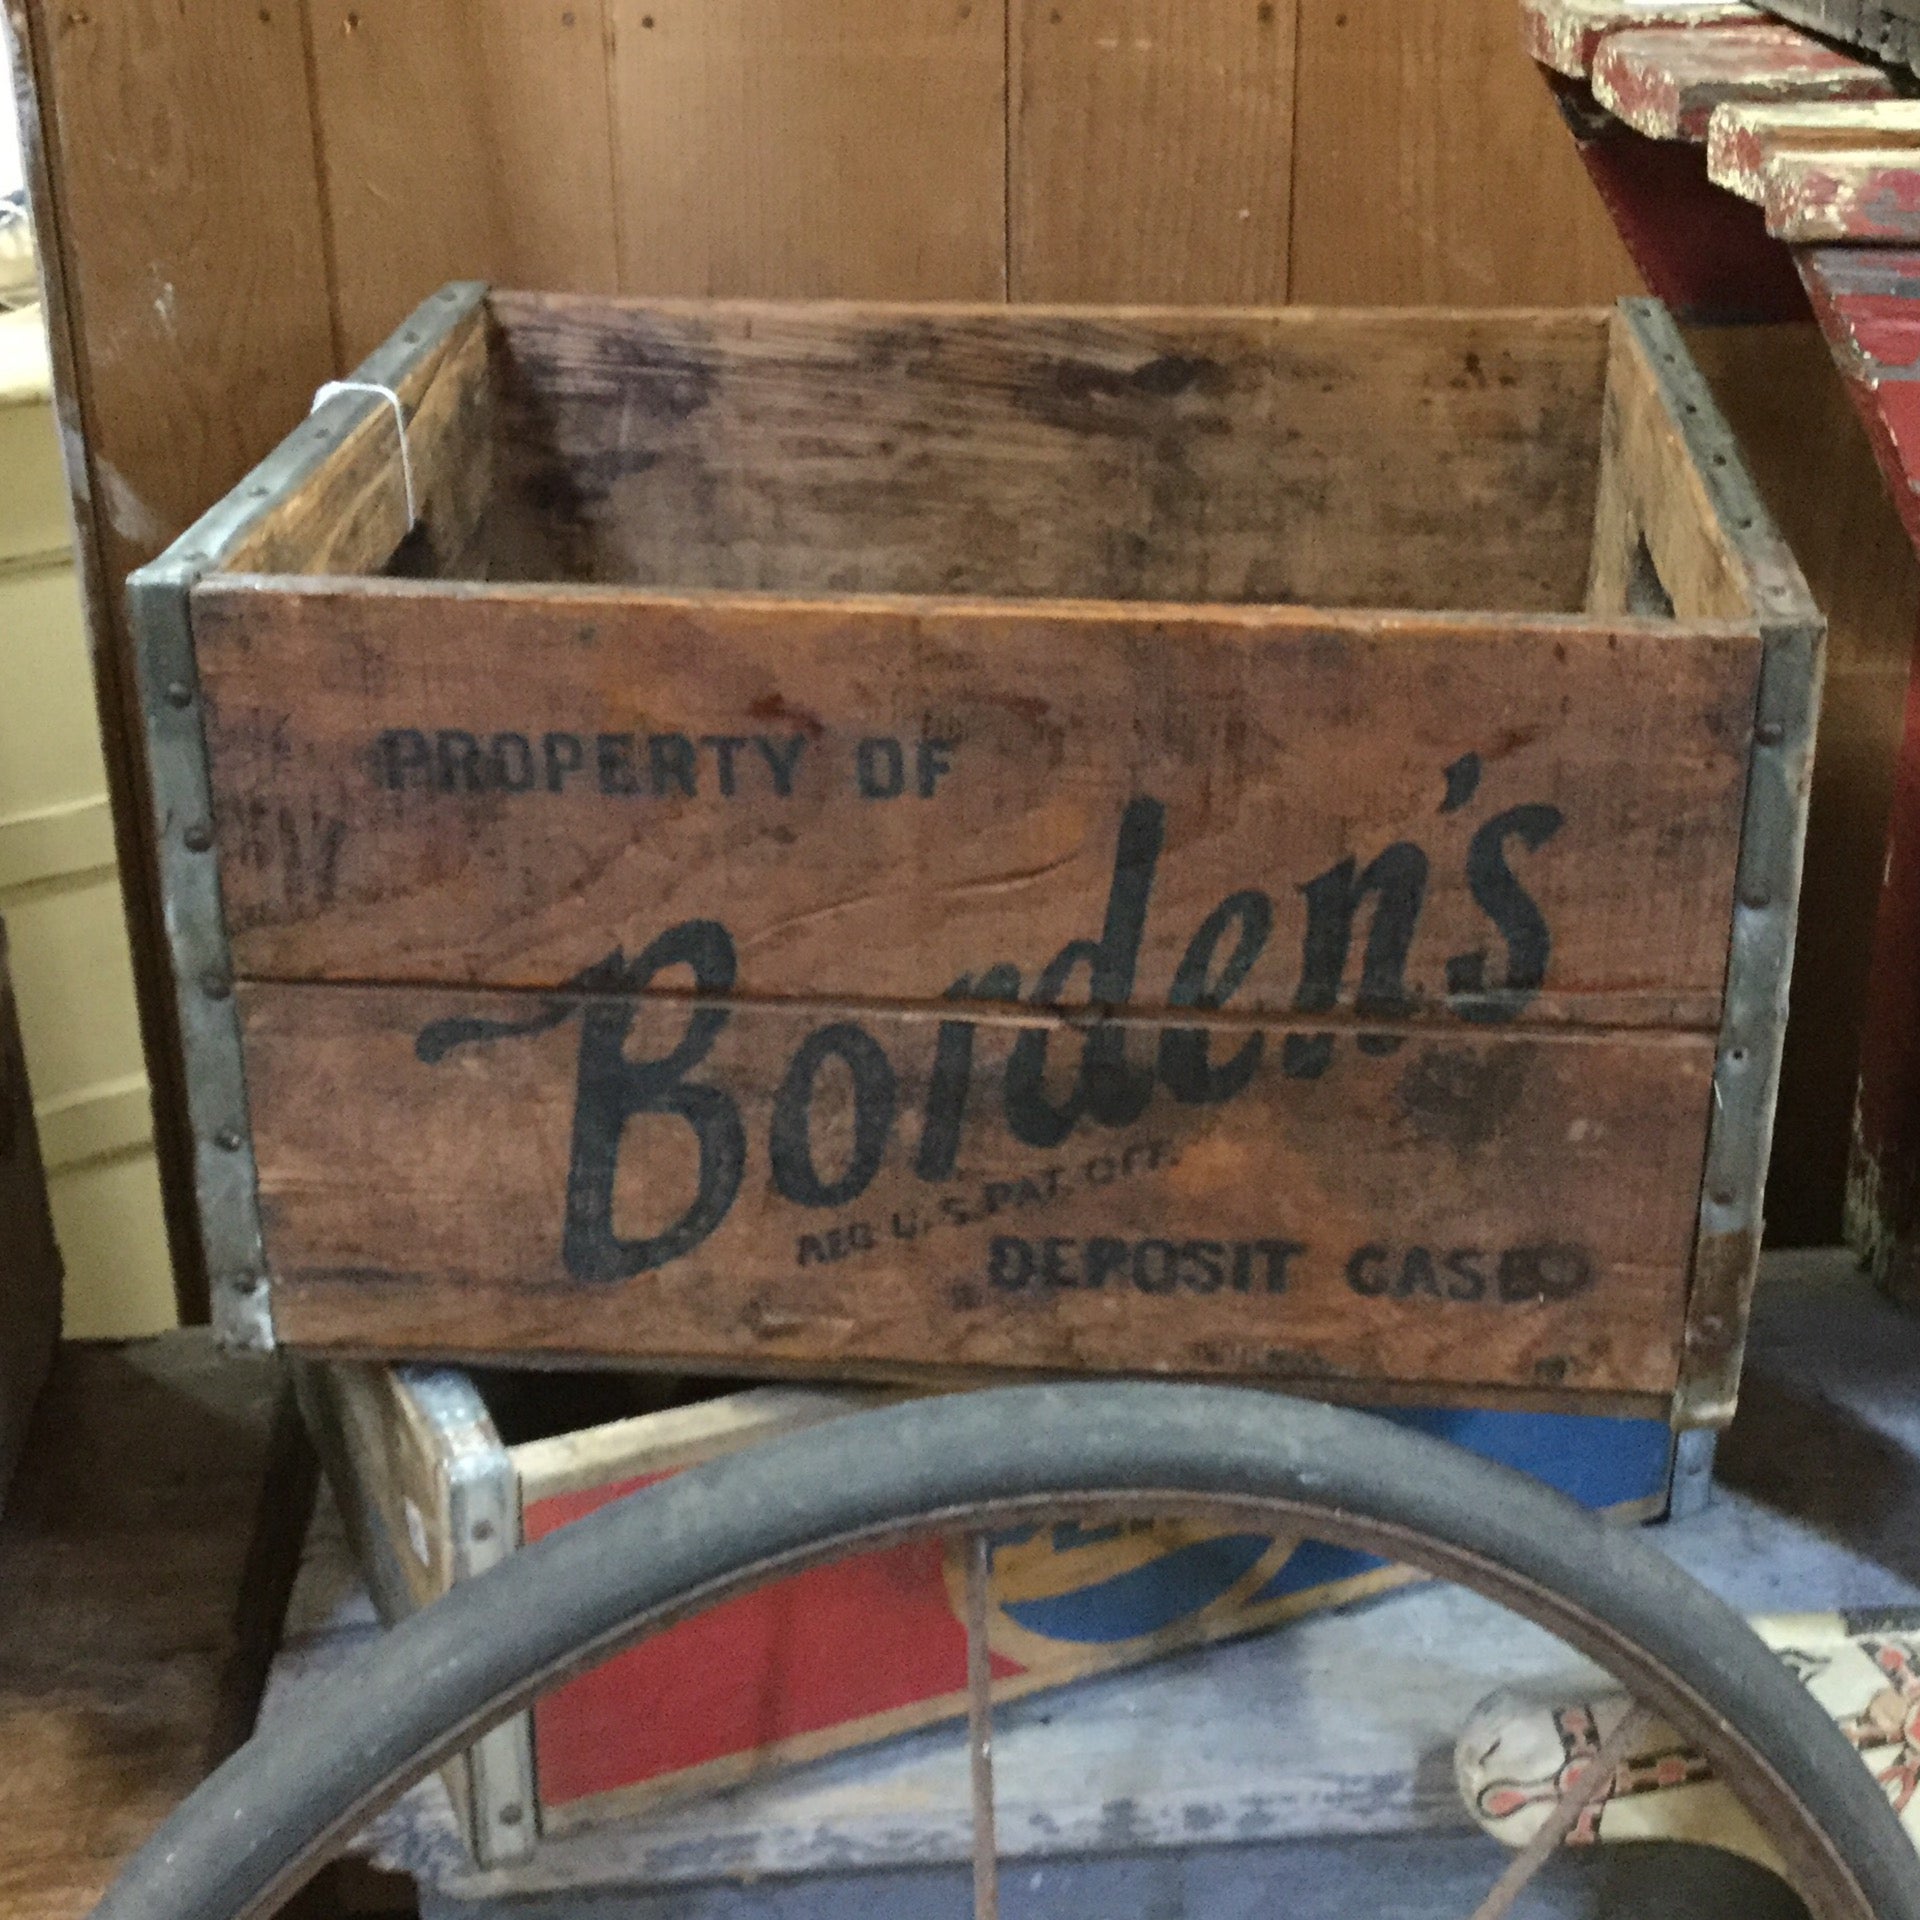 PROPERTY OF
Borden's
REG. U.S. PAT. OFF.
DEPOSIT CASE